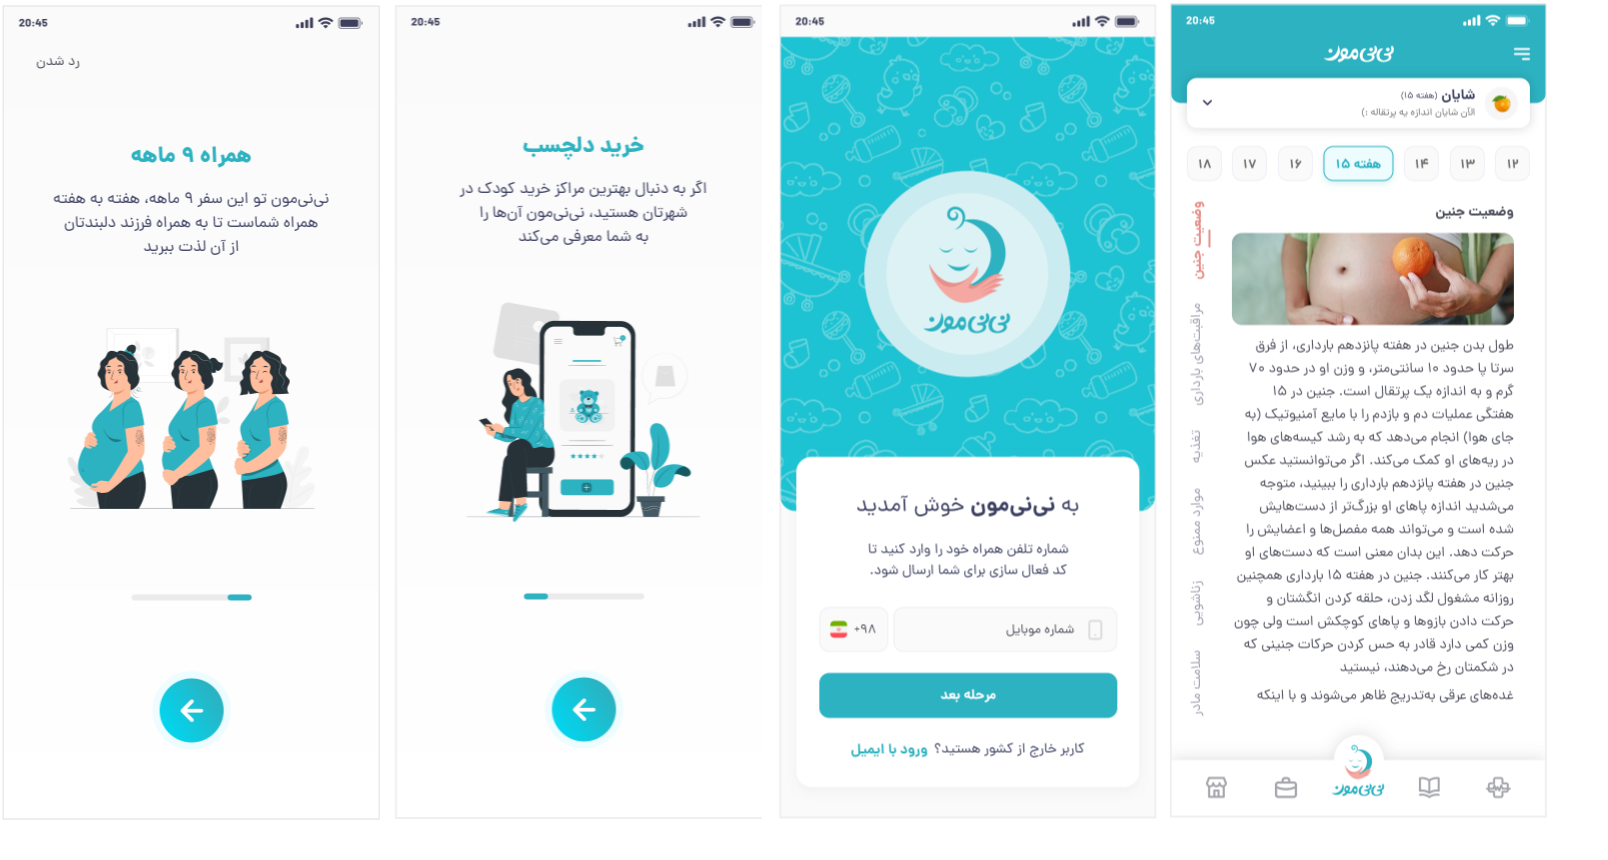 20:45
رد شدن
همراه ۹ ماهه
نی‌نی‌مون تو این سفر ۹ ماهه، هفته به هفته
همراه شماست تا به همراه فرزند دلبندتان
از آن لذت ببرید
20:45
خرید دلچسب
اگر به دنبال بهترین مراکز خرید کودک در
شهرتان هستید، نی‌نی‌مون آن‌ها را
به شما معرفی می‌کند
20:45
نی‌نی‌مون
به نی‌نی‌مون خوش آمدید
شماره تلفن همراه خود را وارد کنید تا
کد فعال سازی برای شما ارسال شود.
شماره موبایل
+۹۸
مرحله بعد
کاربر خارج از کشور هستید؟ ورود با ایمیل
20:45
نی‌نی‌مون
شایان (هفته ۱۵)
الآن شایان اندازه یه پرتقاله :)
۱۲
۱۳
۱۴
هفته ۱۵
۱۶
۱۷
۱۸
وضعیت جنین
طول بدن جنین در هفته پانزدهم بارداری، از فرق
سرتا پا حدود ۱۰ سانتی‌متر، و وزن او در حدود ۷۰
گرم و به اندازه یک پرتقال است. جنین در ۱۵
هفتگی عملیات دم و بازدم را با مایع آمنیوتیک (به
جای هوا) انجام می‌دهد که به رشد کیسه‌های هوا
در ریه‌های او کمک می‌کند. اگر می‌توانستید عکس
جنین در هفته پانزدهم بارداری را ببینید، متوجه
می‌شدید اندازه پاهای او بزرگ‌تر از دست‌هایش
شده است و می‌تواند همه مفصل‌ها و اعضایش را
حرکت دهد. این بدان معنی است که دست‌های او
بهتر کار می‌کنند. جنین در هفته ۱۵ بارداری همچنین
روزانه مشغول لگد زدن، حلقه کردن انگشتان و
حرکت دادن بازوها و پاهای کوچکش است ولی چون
وزن کمی دارد قادر به حس کردن حرکات جنینی که
در شکمتان رخ می‌دهند، نیستید
غده‌های عرقی به‌تدریج ظاهر می‌شوند و با اینکه
وضعیت جنین
مراقبت‌های بارداری
تغذیه
موارد ممنوع
زناشویی
سلامت مادر
نی‌نی‌مون